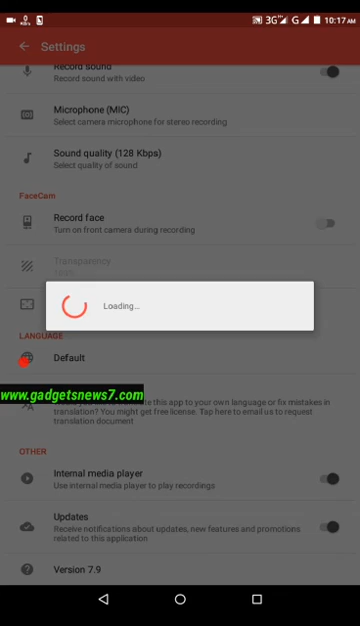 3G
G
10:17AM
Settings
Record sound
Record sound with video
Microphone (MIC)
Select camera microphone for stereo recording
Sound quality (128 Kbps)
Select quality of sound
FaceCam
Record face
Turn on front camera during recording
Transparency
Loading...
LANGUAGE
Default
www.gadgetsnews7.com
translate this app to your own language or fix mistakes in
translation? You might get free license. Tap here to email us to request
translation document
OTHER
Internal media player
Use internal media player to play recordings
Updates
Receive notifications about updates, new features and promotions
related to this application
Version 7.9